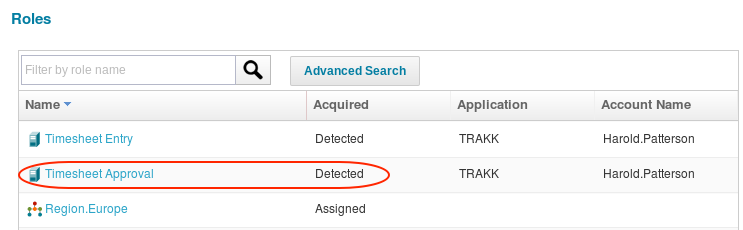 Roles
Filter by role name Advanced Search
Name Acquired Application Account Name
Timesheet Entry Detected TRAKK Harold.Patterson
Timesheet Approval Detected TRAKK Harold.Patterson
Region.Europe Assigned